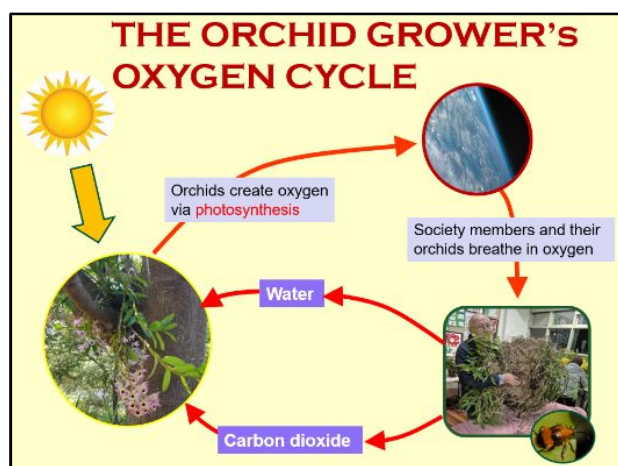 THE ORCHID GROWER's
OXYGEN CYCLE
Orchids create oxygen
via photosynthesis
Society members and their
orchids breathe in oxygen
Water
Carbon dioxide